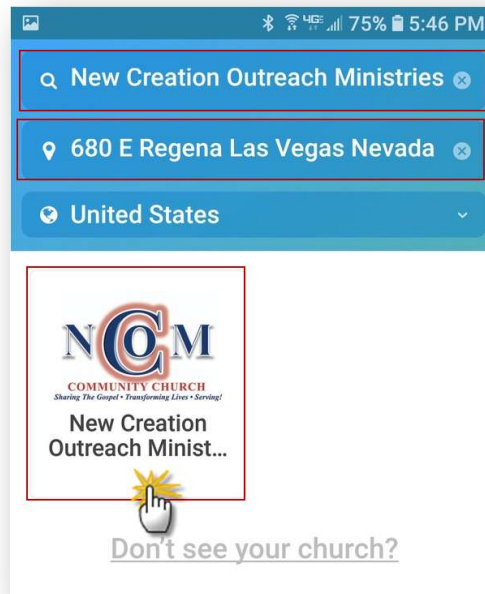 4G 75% 5:46 PM
New Creation Outreach Ministries
680 E Regena Las Vegas Nevada
United States
NCOM
COMMUNITY CHURCH
Sharing The Gospel • Transforming Lives • Serving!
New Creation
Outreach Minist...
Don't see your church?